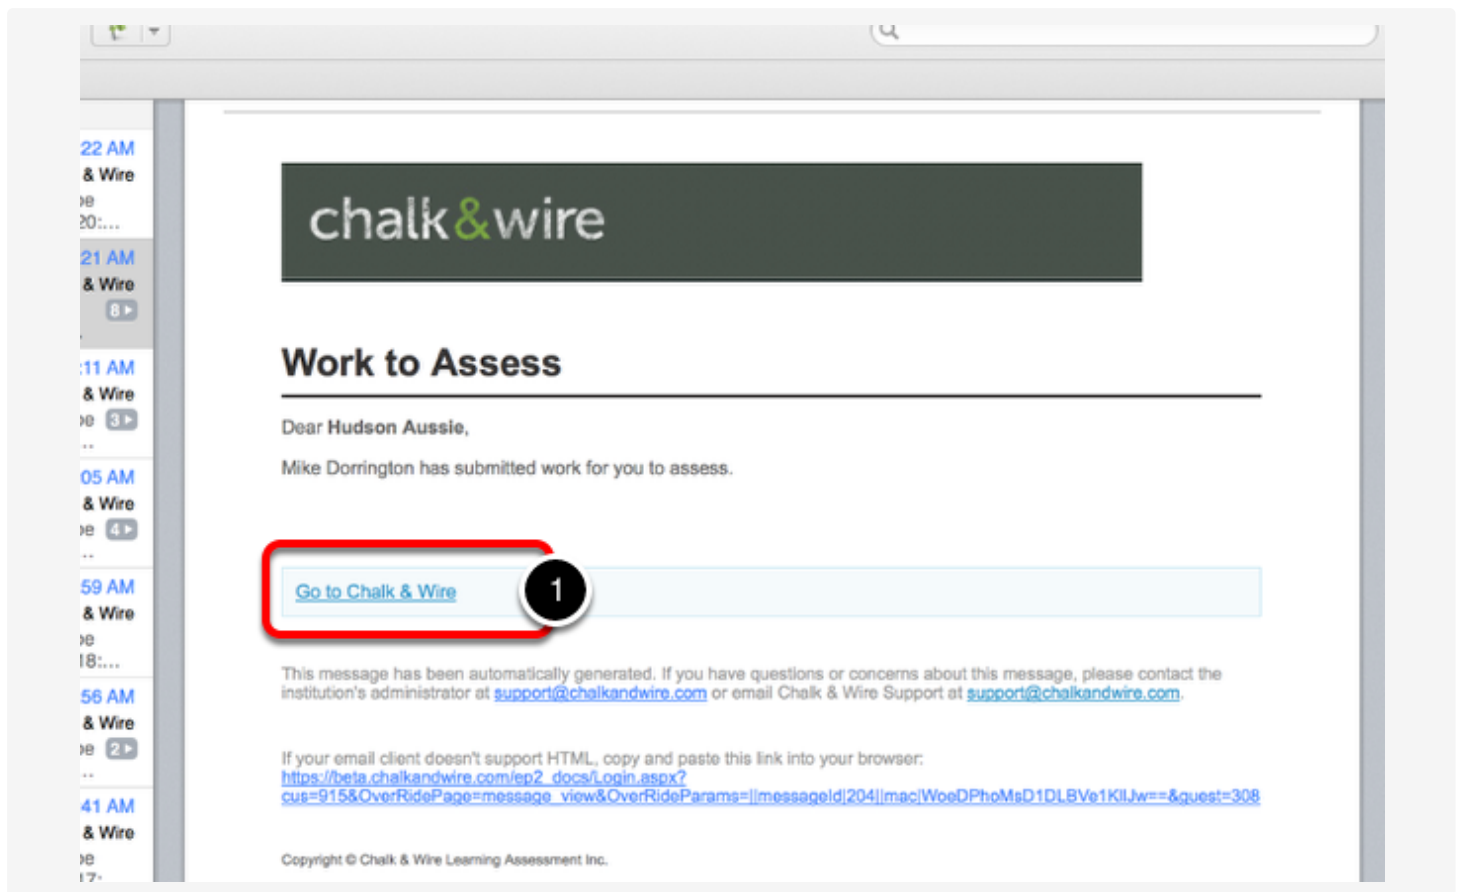 22 AM
& Wire
20:...
21 AM
& Wire
8
:11 AM
& Wire
3
..
05 AM
& Wire
4
..
59 AM
& Wire
18:...
56 AM
& Wire
2
..
41 AM
& Wire
17:
chalk&wire
Work to Assess
Dear Hudson Aussie,
Mike Dorrington has submitted work for you to assess.
Go to Chalk & Wire
1
This message has been automatically generated. If you have questions or concerns about this message, please contact the
institution's administrator at support@chalkandwire.com or email Chalk & Wire Support at support@chalkandwire.com.
If your email client doesn't support HTML, copy and paste this link into your browser:
https://beta.chalkandwire.com/ep2_docs/Login.aspx?
cus=915&OverRidePage=message_view&OverRideParams=||messageId|204||mac|WoeDPhoMsD1DLBVe1KIIJw==&guest=308
Copyright © Chalk & Wire Learning Assessment Inc.